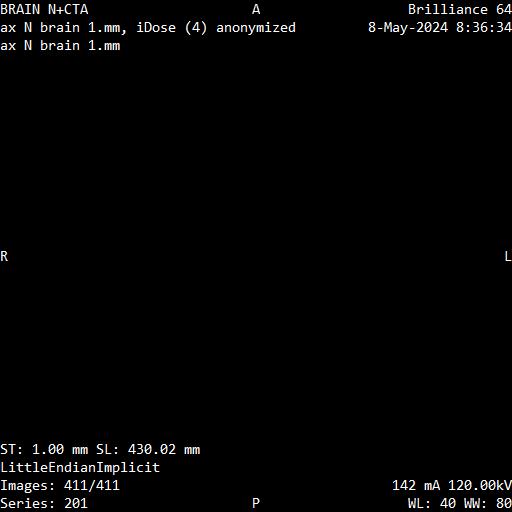 BRAIN N+CTA A Brilliance 64
ax N brain 1.mm, iDose (4) anonymized 8-May-2024 8:36:34
ax N brain 1.mm
R L
ST: 1.00 mm SL: 430.02 mm
LittleEndianImplicit
Images: 411/411 142 mA 120.00kV
Series: 201 P WL: 40 WW: 80